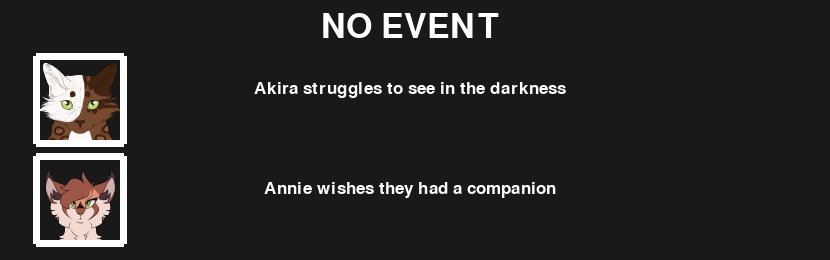 NO EVENT
Akira struggles to see in the darkness
Annie wishes they had a companion